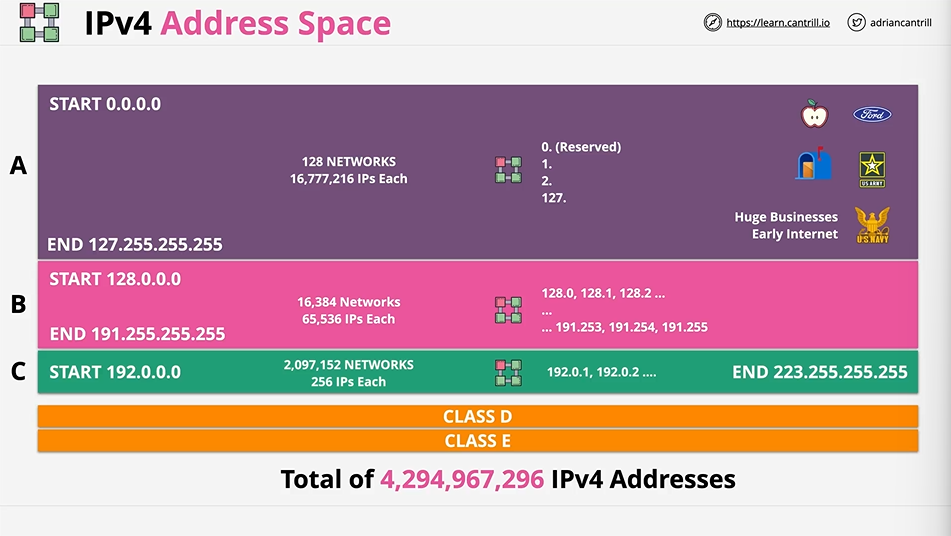 IPv4 Address Space
https://learn.cantrill.io
adriancantrill
A
START 0.0.0.0
128 NETWORKS
16,777,216 IPs Each
0. (Reserved)
1.
2.
127.
Ford
US ARMY
Huge Businesses
Early Internet
U.S NAVY
END 127.255.255.255
B
START 128.0.0.0
16,384 Networks
65,536 IPs Each
128.0, 128.1, 128.2 ...
...
... 191.253, 191.254, 191.255
END 191.255.255.255
C
START 192.0.0.0
2,097,152 NETWORKS
256 IPs Each
192.0.1, 192.0.2 ....
END 223.255.255.255
CLASS D
CLASS E
Total of 4,294,967,296 IPv4 Addresses